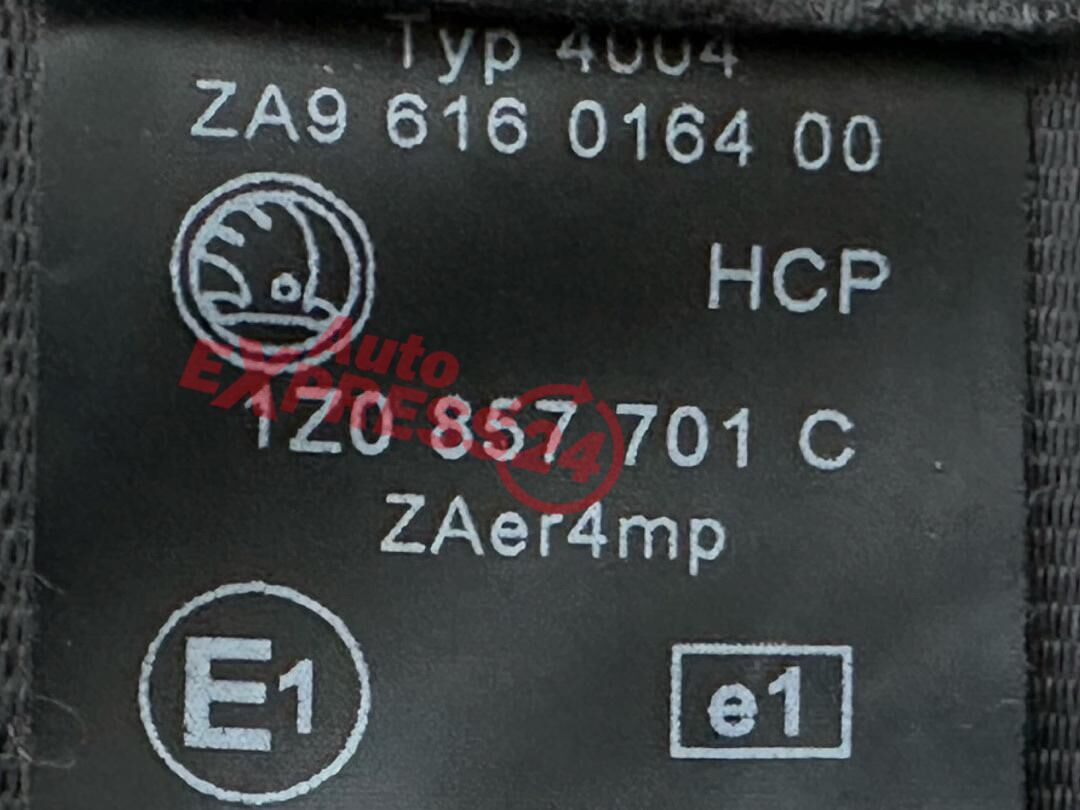 Typ 4004
ZA9 616 0164 00
HCP
Auto
EXPRESS24
1Z0 857 701 C
ZAer4mp
E1
e1